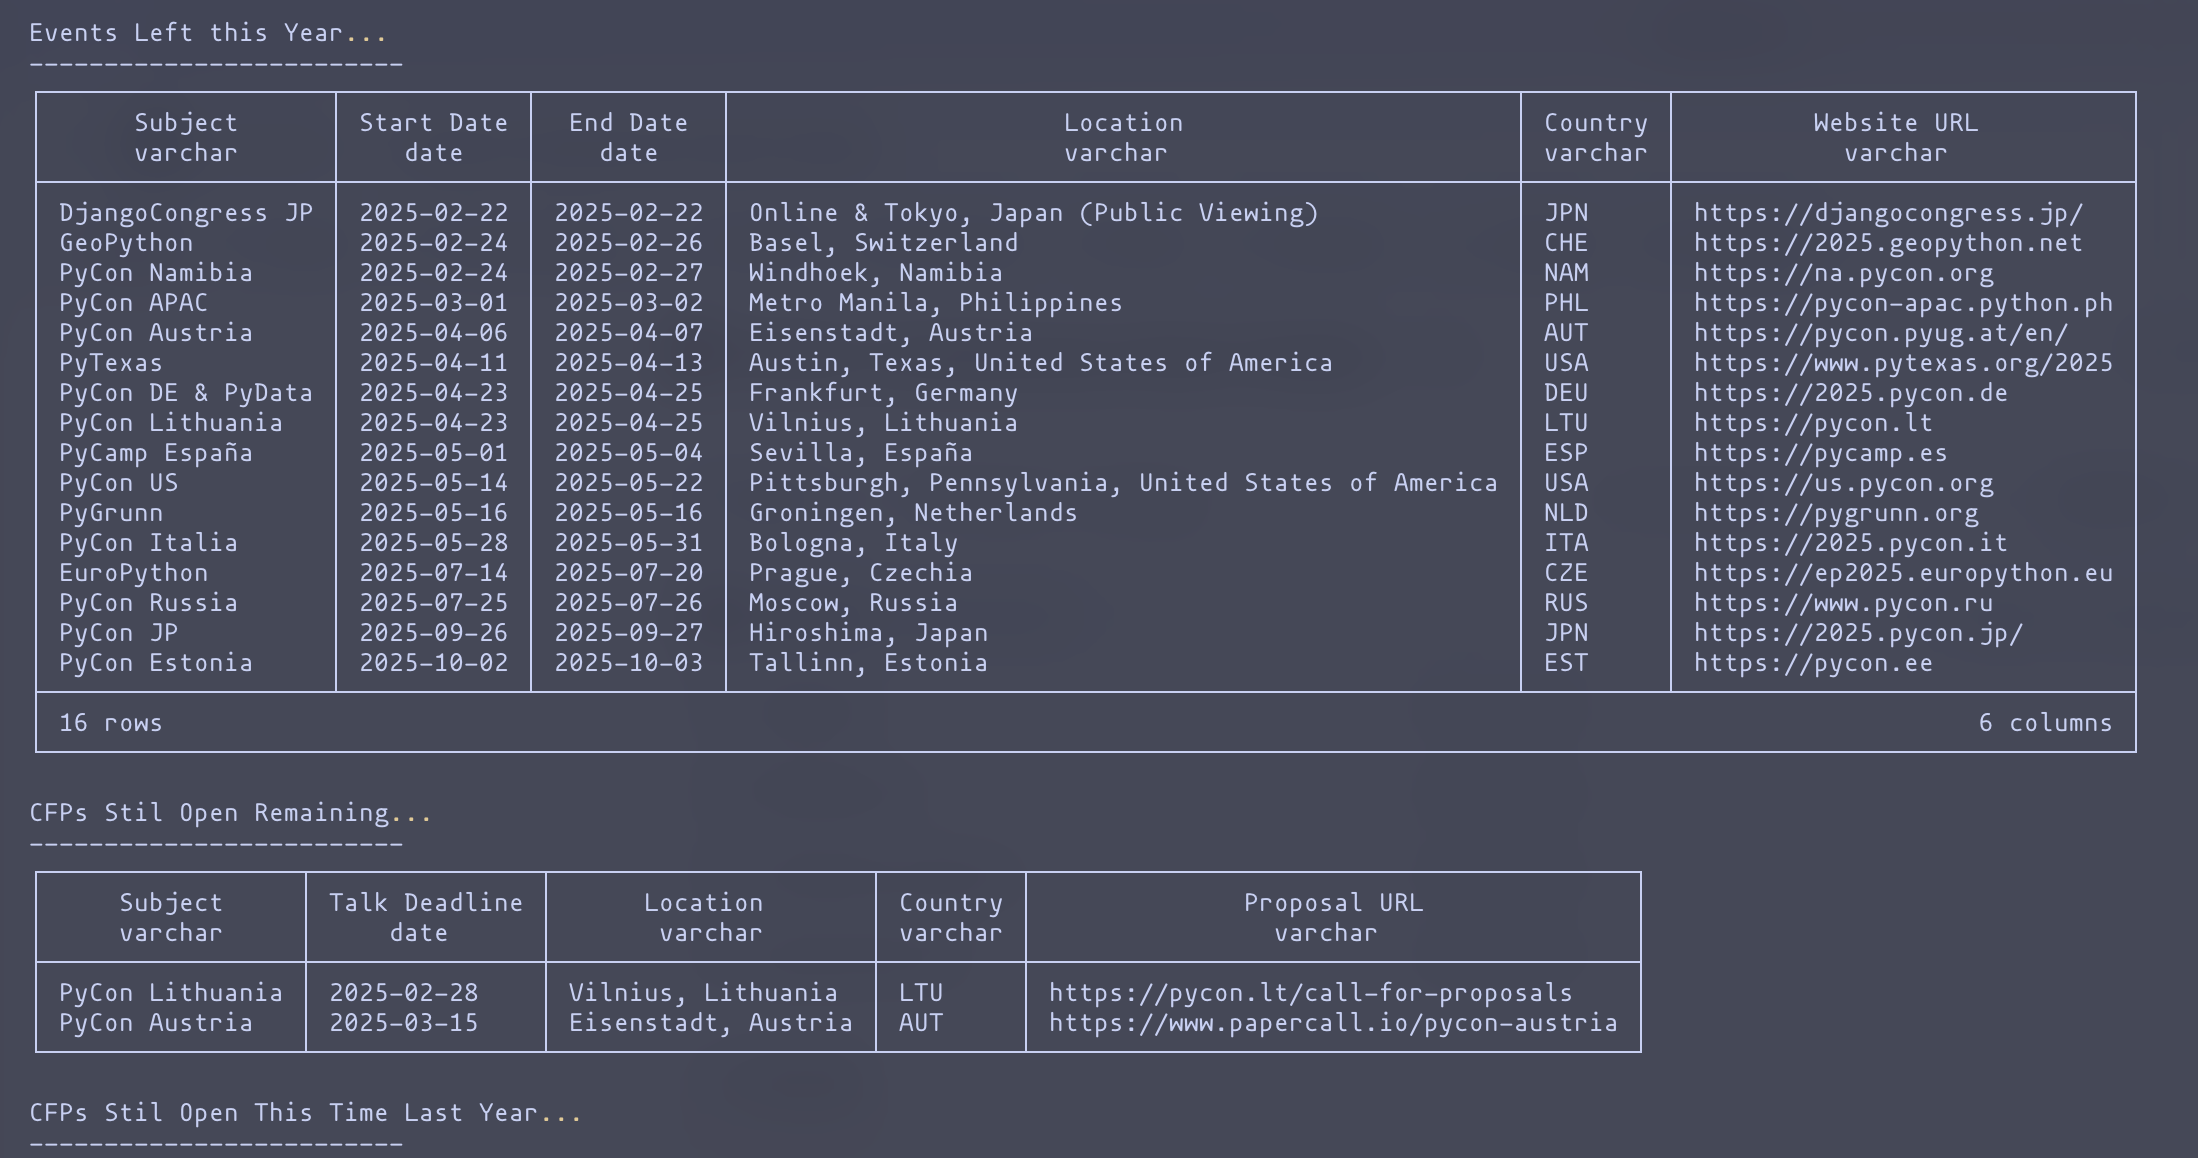 Events Left this Year...
-------------------------
Subject Start Date End Date Location Country Website URL
varchar date date varchar varchar varchar
DjangoCongress JP 2025-02-22 2025-02-22 Online & Tokyo, Japan (Public Viewing) JPN https://djangocongress.jp/
GeoPython 2025-02-24 2025-02-26 Basel, Switzerland CHE https://2025.geopython.net
PyCon Namibia 2025-02-24 2025-02-27 Windhoek, Namibia NAM https://na.pycon.org
PyCon APAC 2025-03-01 2025-03-02 Metro Manila, Philippines PHL https://pycon-apac.python.ph
PyCon Austria 2025-04-06 2025-04-07 Eisenstadt, Austria AUT https://pycon.pyug.at/en/
PyTexas 2025-04-11 2025-04-13 Austin, Texas, United States of America USA https://www.pytexas.org/2025
PyCon DE & PyData 2025-04-23 2025-04-25 Frankfurt, Germany DEU https://2025.pycon.de
PyCon Lithuania 2025-04-23 2025-04-25 Vilnius, Lithuania LTU https://pycon.lt
PyCamp España 2025-05-01 2025-05-04 Sevilla, España ESP https://pycamp.es
PyCon US 2025-05-14 2025-05-22 Pittsburgh, Pennsylvania, United States of America USA https://us.pycon.org
PyGrunn 2025-05-16 2025-05-16 Groningen, Netherlands NLD https://pygrunn.org
PyCon Italia 2025-05-28 2025-05-31 Bologna, Italy ITA https://2025.pycon.it
EuroPython 2025-07-14 2025-07-20 Prague, Czechia CZE https://ep2025.europython.eu
PyCon Russia 2025-07-25 2025-07-26 Moscow, Russia RUS https://www.pycon.ru
PyCon JP 2025-09-26 2025-09-27 Hiroshima, Japan JPN https://2025.pycon.jp/
PyCon Estonia 2025-10-02 2025-10-03 Tallinn, Estonia EST https://pycon.ee
16 rows 6 columns
CFPs Stil Open Remaining...
-------------------------
Subject Talk Deadline Location Country Proposal URL
varchar date varchar varchar varchar
PyCon Lithuania 2025-02-28 Vilnius, Lithuania LTU https://pycon.lt/call-for-proposals
PyCon Austria 2025-03-15 Eisenstadt, Austria AUT https://www.papercall.io/pycon-austria
CFPs Stil Open This Time Last Year...
-------------------------